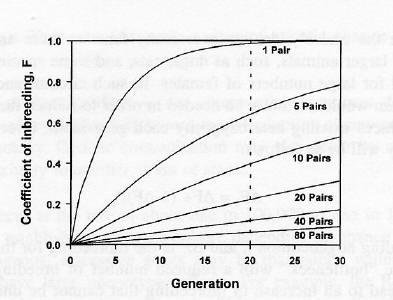 Coefficient of inbreeding, F
1.0
0.8
0.6
0.4
0.2
0.0
1 Pair
5 Pairs
10 Pairs
20 Pairs
40 Pairs
80 Pairs
0 5 10 15 20 25 30
Generation